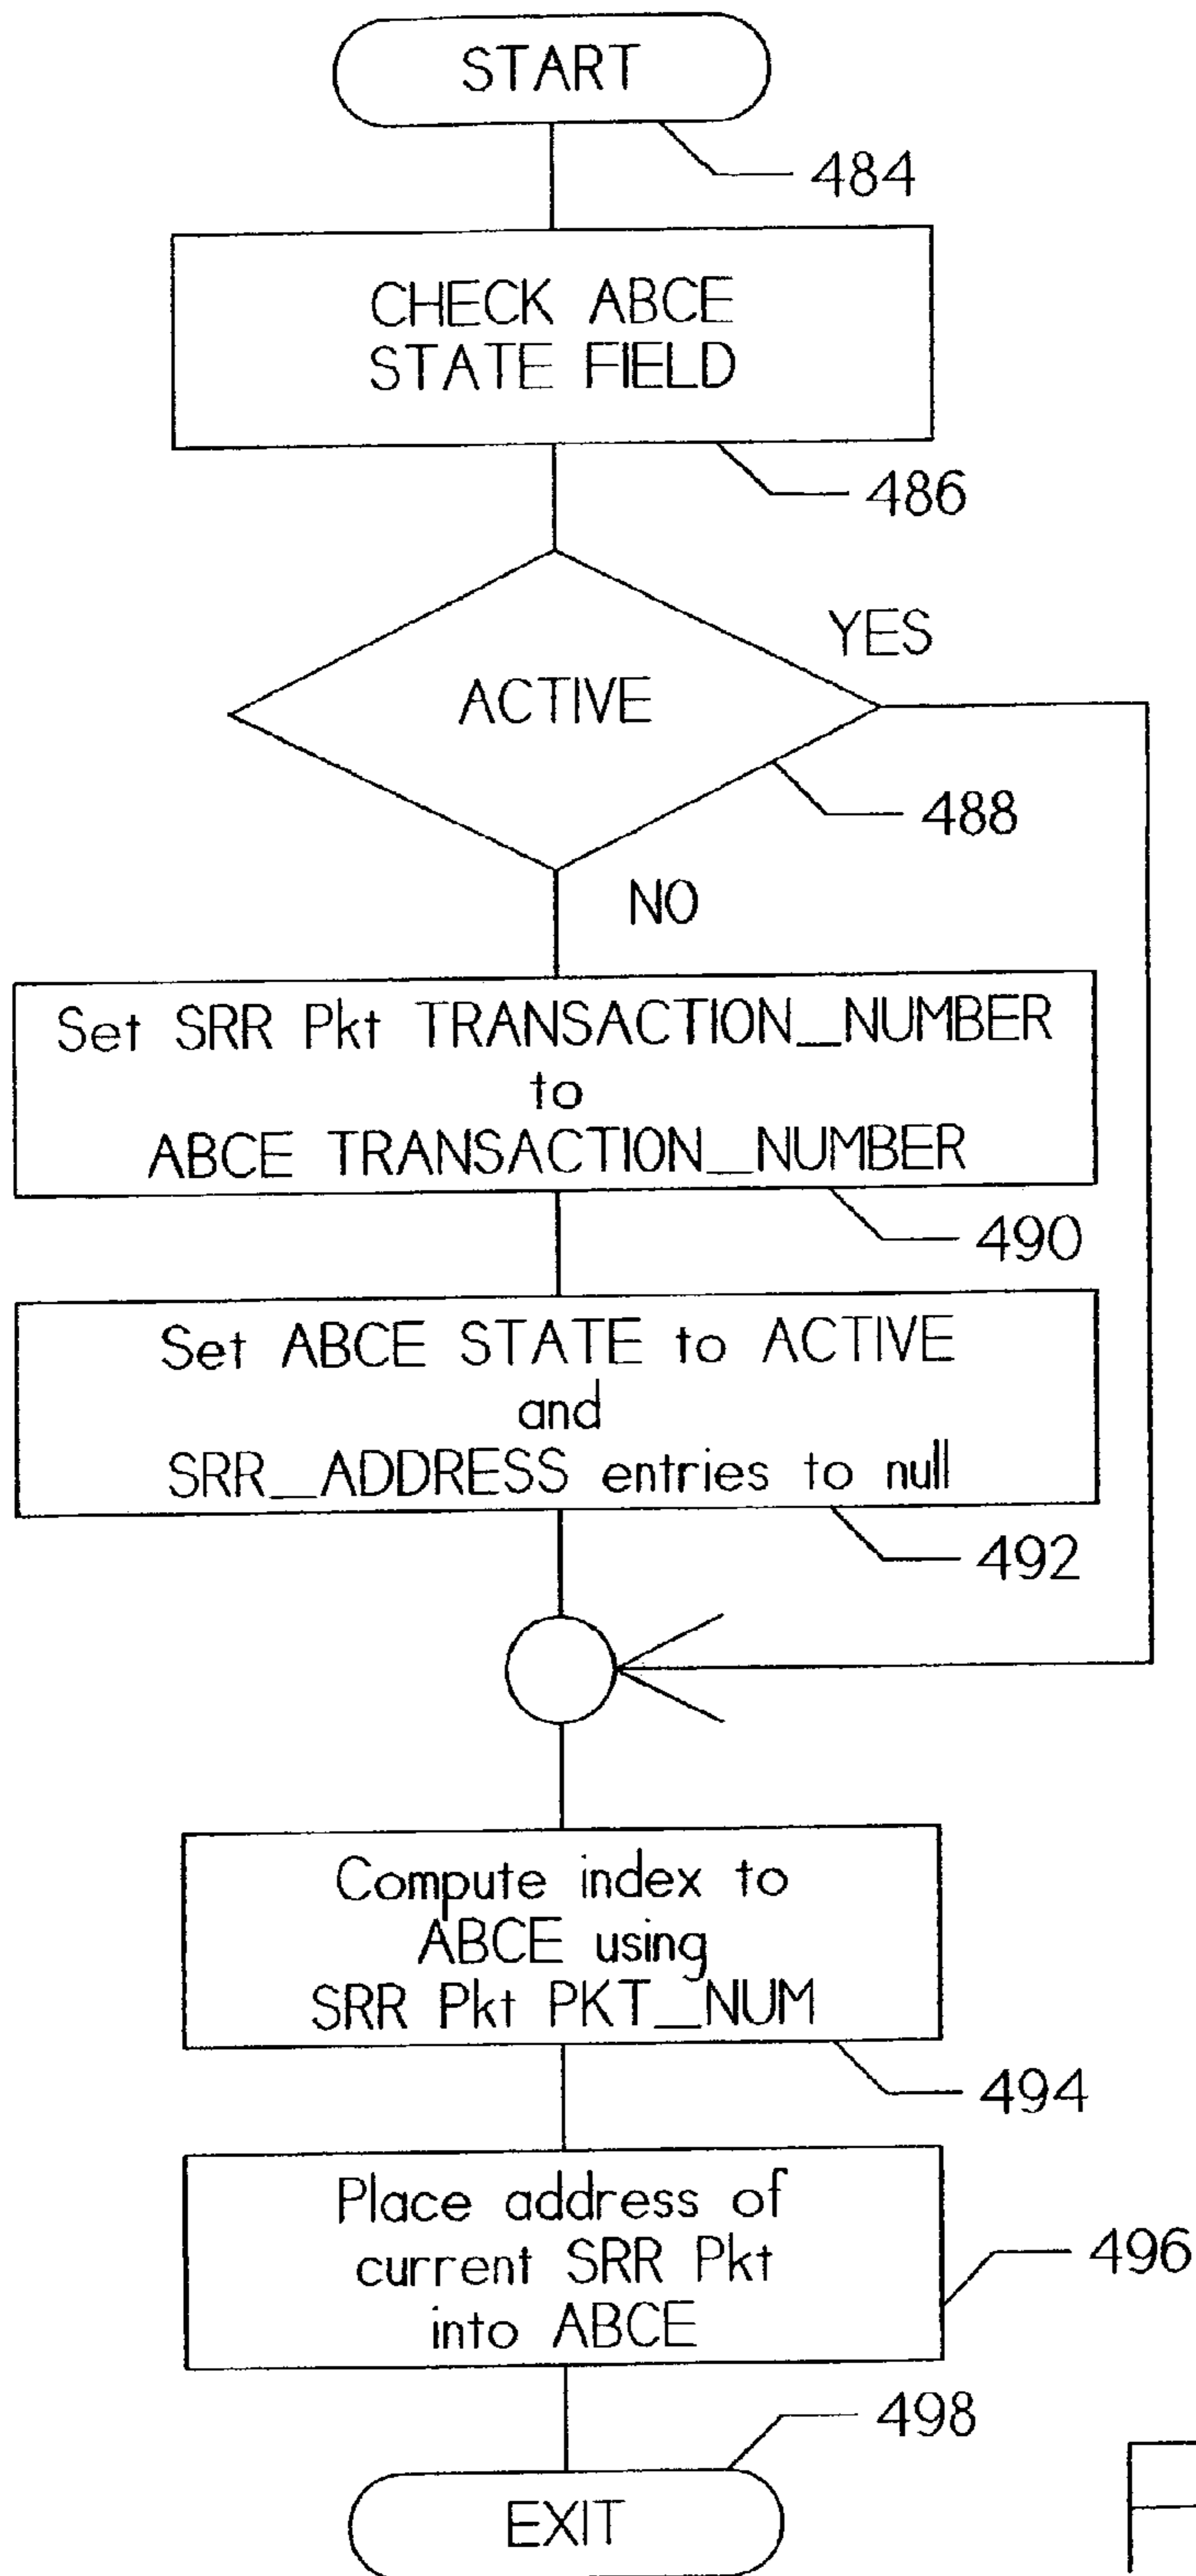 START
484
CHECK ABCE
STATE FIELD
486
YES
ACTIVE
488
NO
Set SRR Pkt TRANSACTION_NUMBER
to
ABCE TRANSACTION_NUMBER
490
Set ABCE STATE to ACTIVE
and
SRR_ADDRESS entries to null
492
Compute index to
ABCE using
SRR Pkt PKT_NUM
494
Place address of
current SRR Pkt
into ABCE
496
498
EXIT